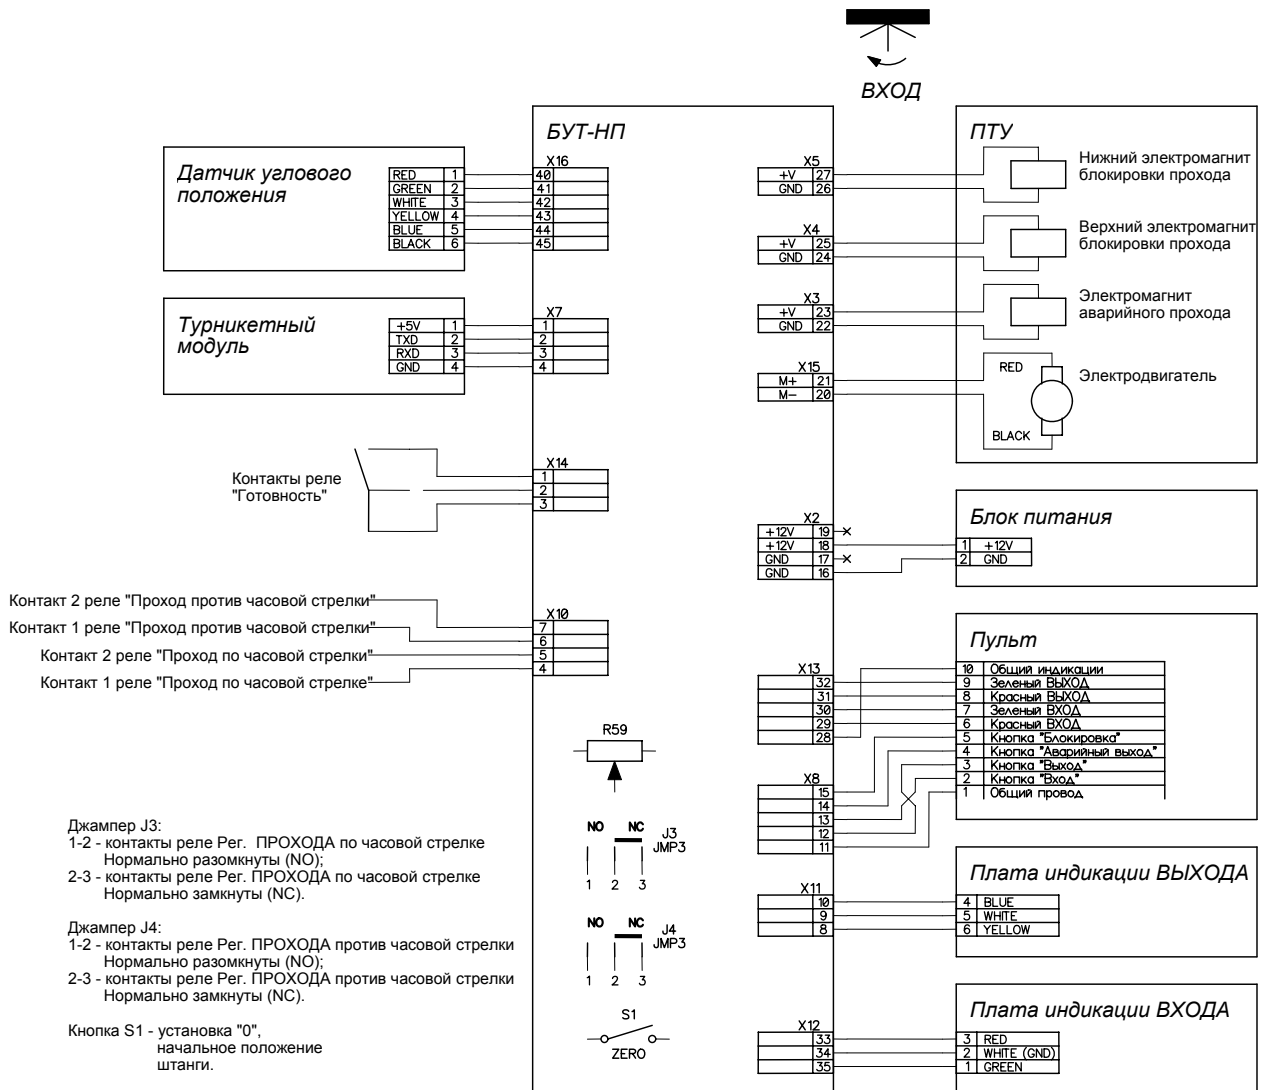 ВХОД
БУТ-НП
Датчик углового
положения
RED 1
GREEN 2
WHITE 3
YELLOW 4
BLUE 5
BLACK 6
X16
40
41
42
43
44
45
Турникетный
модуль
+5V 1
TXD 2
RXD 3
GND 4
X7
1
2
3
4
Контакты реле
"Готовность"
X14
1
2
3
Контакт 2 реле "Проход против часовой стрелки"
Контакт 1 реле "Проход против часовой стрелки"
Контакт 2 реле "Проход по часовой стрелки"
Контакт 1 реле "Проход по часовой стрелке"
X10
7
6
5
4
R59
NO NC
J3
JMP3
1 2 3
NO NC
J4
JMP3
1 2 3
S1
ZERO
Джампер J3:
1-2 - контакты реле Рег. ПРОХОДА по часовой стрелке
Нормально разомкнуты (NO);
2-3 - контакты реле Рег. ПРОХОДА по часовой стрелке
Нормально замкнуты (NC).
Джампер J4:
1-2 - контакты реле Рег. ПРОХОДА против часовой стрелки
Нормально разомкнуты (NO);
2-3 - контакты реле Рег. ПРОХОДА против часовой стрелки
Нормально замкнуты (NC).
Кнопка S1 - установка "0",
начальное положение
штанги.
X5
+V 27
GND 26
X4
+V 25
GND 24
X3
+V 23
GND 22
X15
M+ 21
M− 20
X2
+12V 19
+12V 18
GND 17
GND 16
X13
32
31
30
29
28
X8
15
14
13
12
11
X11
10
9
8
X12
33
34
35
ПТУ
Нижний электромагнит
блокировки прохода
Верхний электромагнит
блокировки прохода
Электромагнит
аварийного прохода
RED
Электродвигатель
BLACK
Блок питания
1 +12V
2 GND
Пульт
10 Общий индикации
9 Зеленый ВЫХОД
8 Красный ВЫХОД
7 Зеленый ВХОД
6 Красный ВХОД
5 Кнопка "Блокировка"
4 Кнопка "Аварийный выход"
3 Кнопка "Выход"
2 Кнопка "Вход"
1 Общий провод
Плата индикации ВЫХОДА
4 BLUE
5 WHITE
6 YELLOW
Плата индикации ВХОДА
3 RED
2 WHITE (GND)
1 GREEN